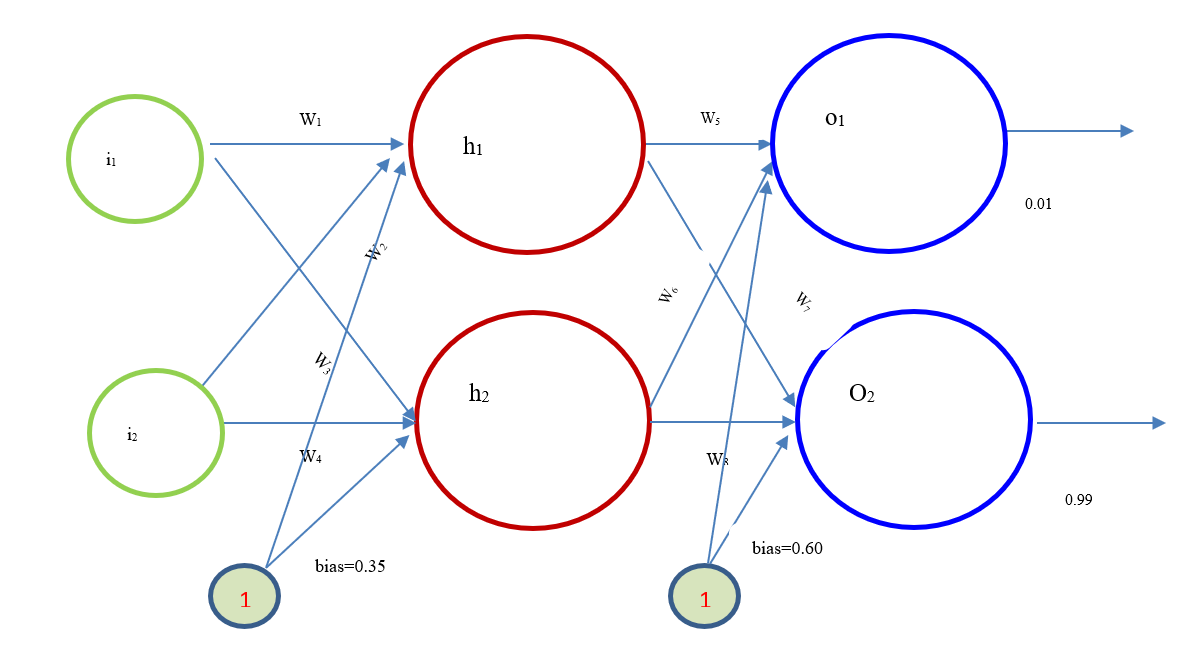 W₁
W₅
o₁
h₁
i₁
0.01
W₂
W₆
W₇
W₃
h₂
O₂
i₂
W₄
W₈
0.99
bias=0.60
bias=0.35
1
1